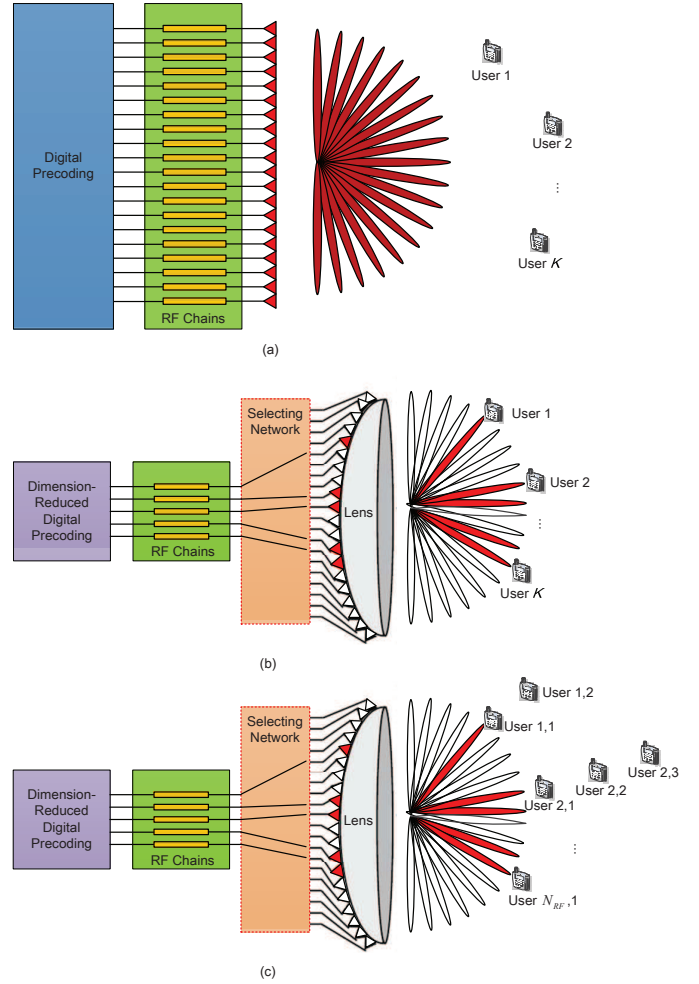 Digital
Precoding
RF Chains
User 1
User 2
...
User K
(a)
Selecting
Network
Dimension-
Reduced
Digital
Precoding
RF Chains
Lens
User 1
User 2
...
User K
(b)
Selecting
Network
Dimension-
Reduced
Digital
Precoding
RF Chains
Lens
User 1,2
User 1,1
User 2,3
User 2,2
User 2,1
...
User N_{RF},1
(c)